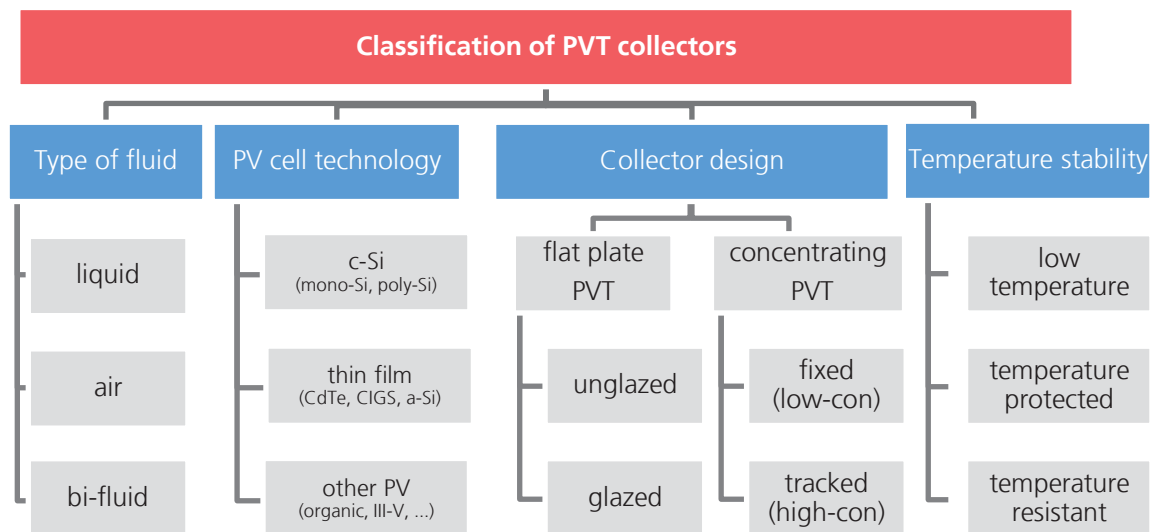 Classification of PVT collectors
Type of fluid
PV cell technology
Collector design
Temperature stability
liquid
air
bi-fluid
c-Si
(mono-Si, poly-Si)
thin film
(CdTe, CIGS, a-Si)
other PV
(organic, III-V, ...)
flat plate
PVT
unglazed
glazed
concentrating
PVT
fixed
(low-con)
tracked
(high-con)
low
temperature
temperature
protected
temperature
resistant